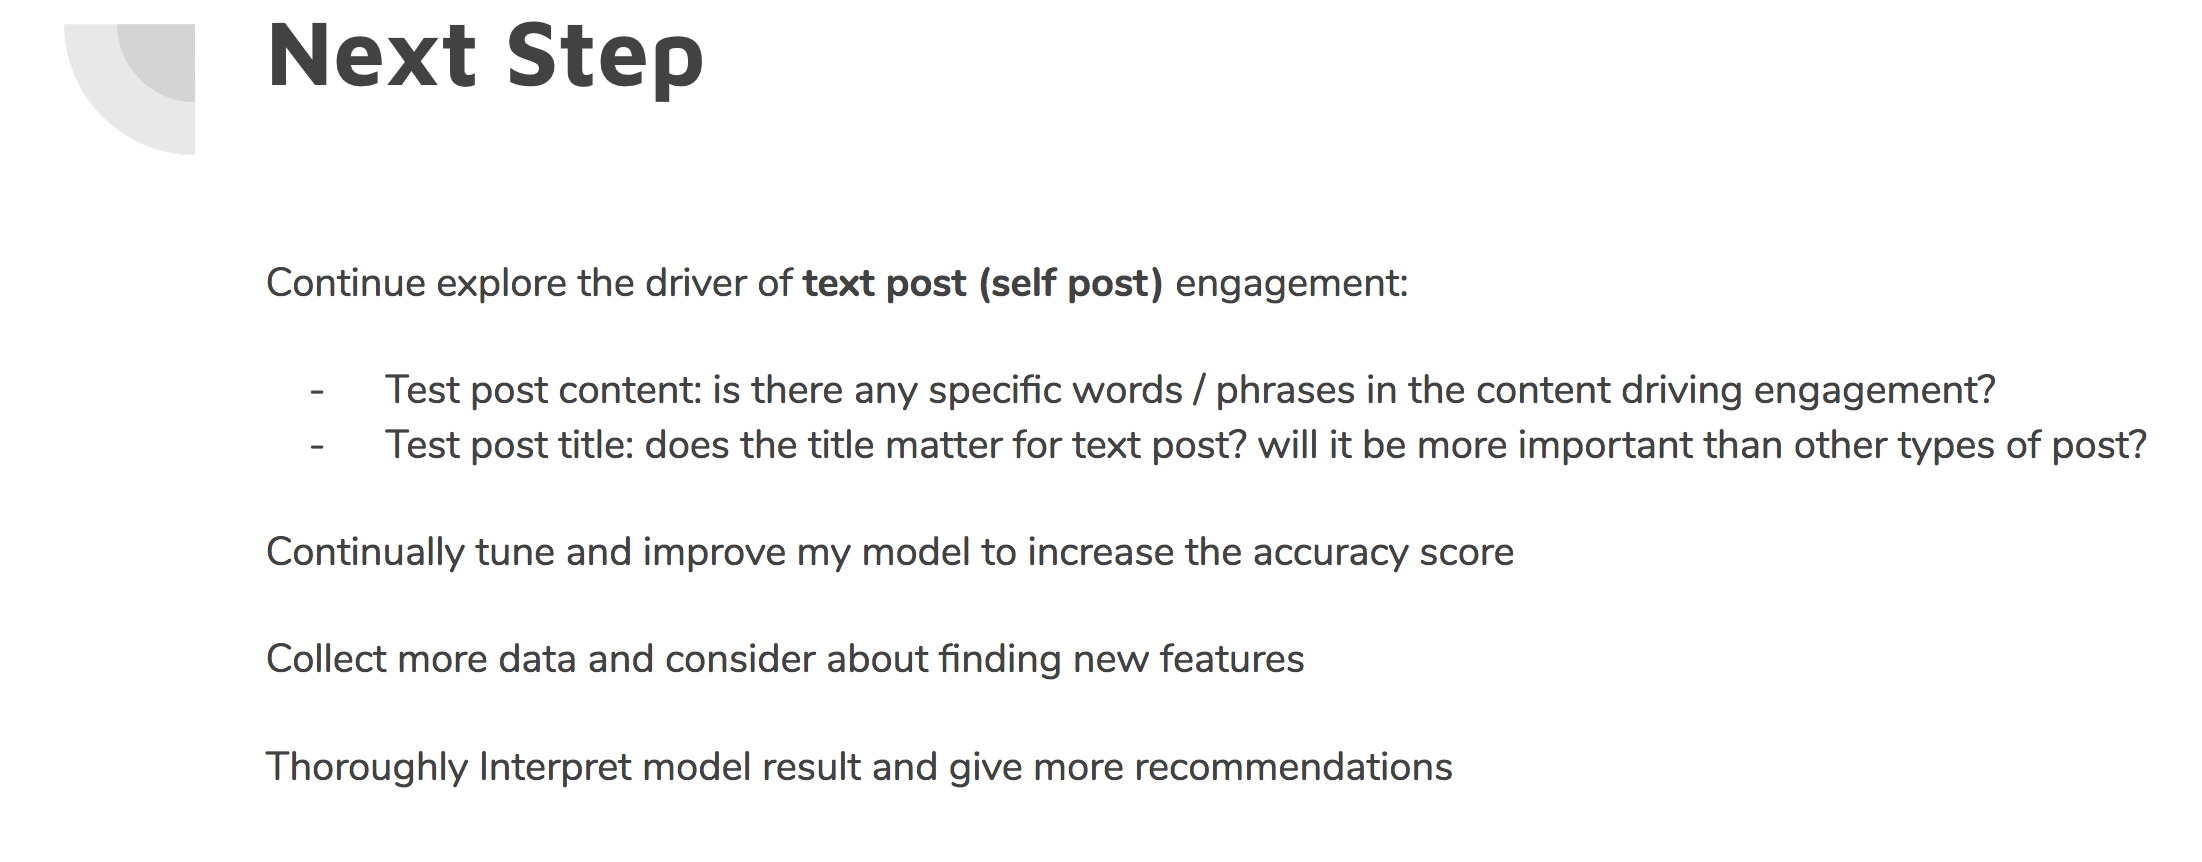 Next Step
Continue explore the driver of text post (self post) engagement:
- Test post content: is there any specific words / phrases in the content driving engagement?
- Test post title: does the title matter for text post? will it be more important than other types of post?
Continually tune and improve my model to increase the accuracy score
Collect more data and consider about finding new features
Thoroughly Interpret model result and give more recommendations